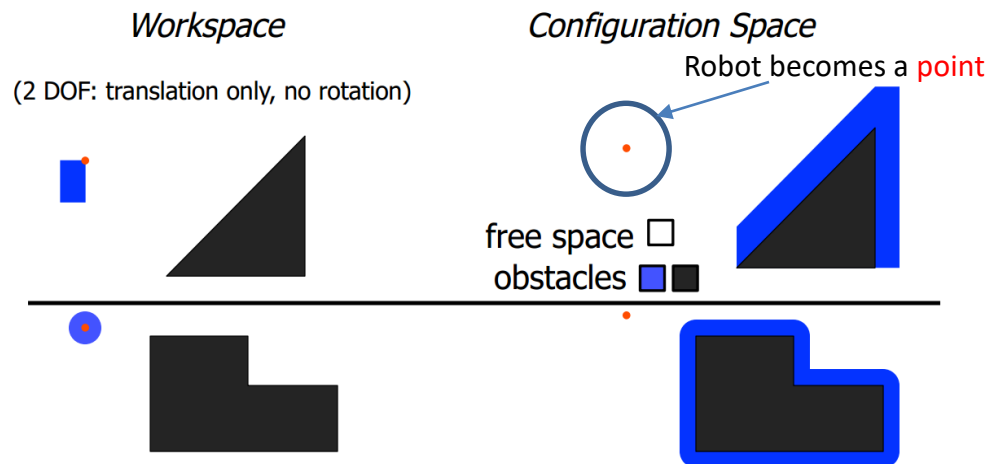 Workspace
Configuration Space
Robot becomes a point
(2 DOF: translation only, no rotation)
free space
obstacles